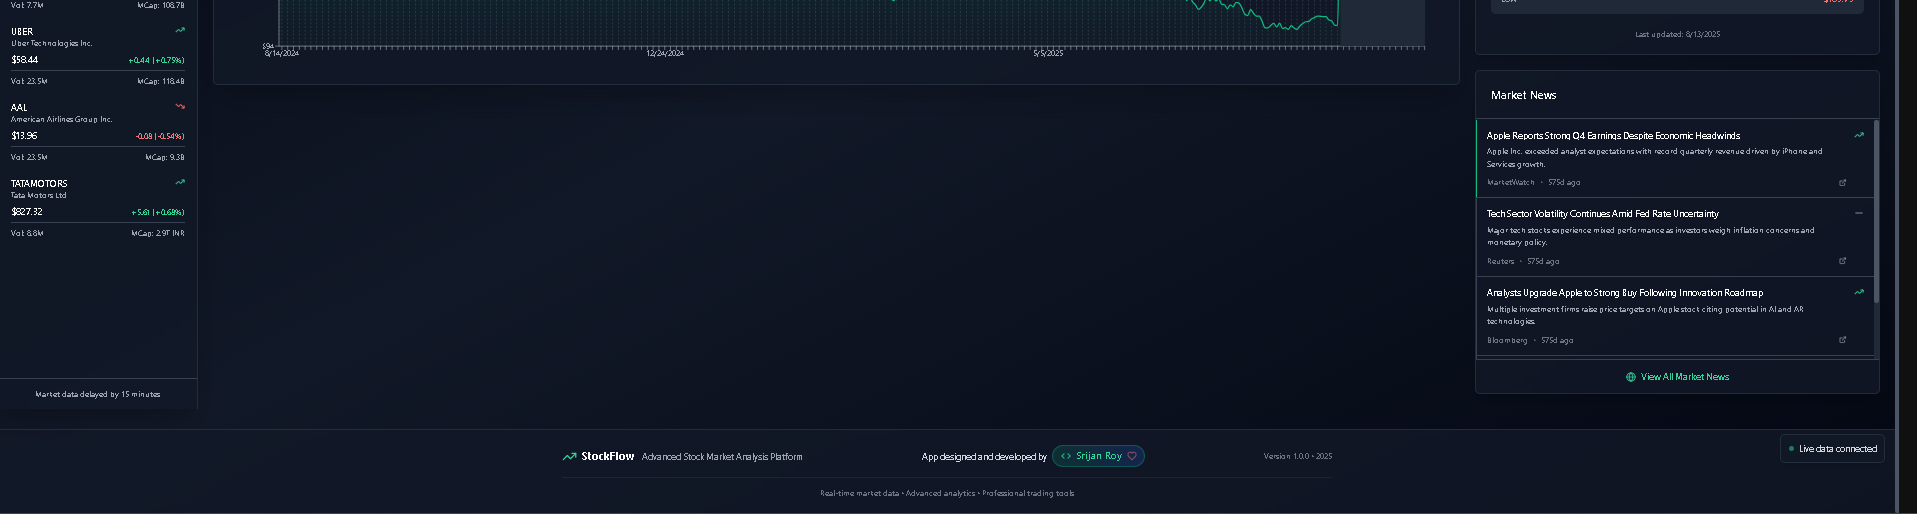 Vol: 7.7M MCap: 108.7B
UBER
Uber Technologies Inc.
$58.44 +0.44 (+0.75%)
Vol: 23.5M MCap: 118.4B
AAL
American Airlines Group Inc.
$13.96 -0.08 (-0.54%)
Vol: 23.5M MCap: 9.3B
TATAMOTORS
Tata Motors Ltd
$827.32 +5.61 (+0.68%)
Vol: 8.8M MCap: 2.9T INR
Market data delayed by 15 minutes
$94
8/14/2024 12/24/2024 5/5/2025
Last updated: 8/13/2025
Market News
Apple Reports Strong Q4 Earnings Despite Economic Headwinds
Apple Inc. exceeded analyst expectations with record quarterly revenue driven by iPhone and
Services growth.
MarketWatch • 575d ago
Tech Sector Volatility Continues Amid Fed Rate Uncertainty
Major tech stocks experience mixed performance as investors weigh inflation concerns and
monetary policy.
Reuters • 575d ago
Analysts Upgrade Apple to Strong Buy Following Innovation Roadmap
Multiple investment firms raise price targets on Apple stock citing potential in AI and AR
technologies.
Bloomberg • 575d ago
View All Market News
StockFlow Advanced Stock Market Analysis Platform
App designed and developed by <> Srijan Roy
Version 1.0.0 • 2025
Live data connected
Real-time market data • Advanced analytics • Professional trading tools